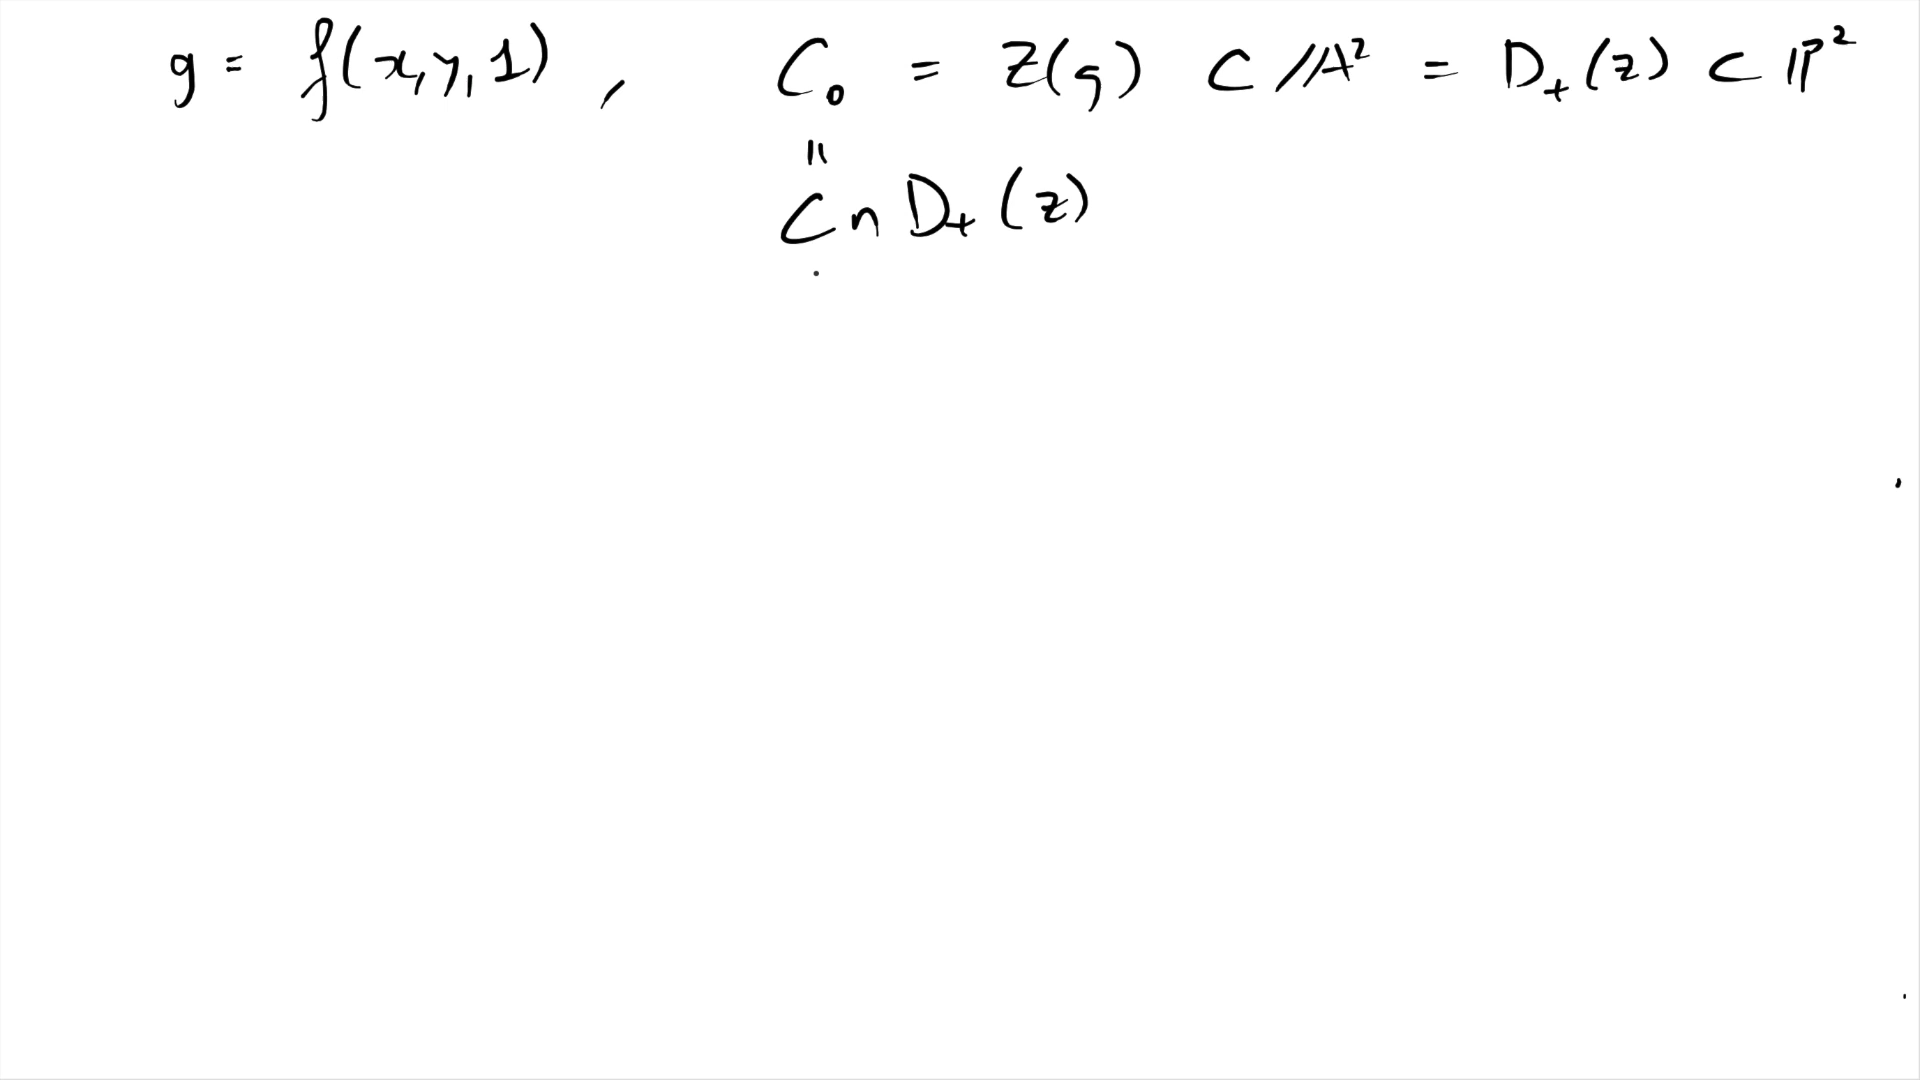 g = f(x,y,1) , C₀ = Z(g) ⊂ 𝔸² = D₊(z) ⊂ ℙ²
||
C ∩ D₊(z)